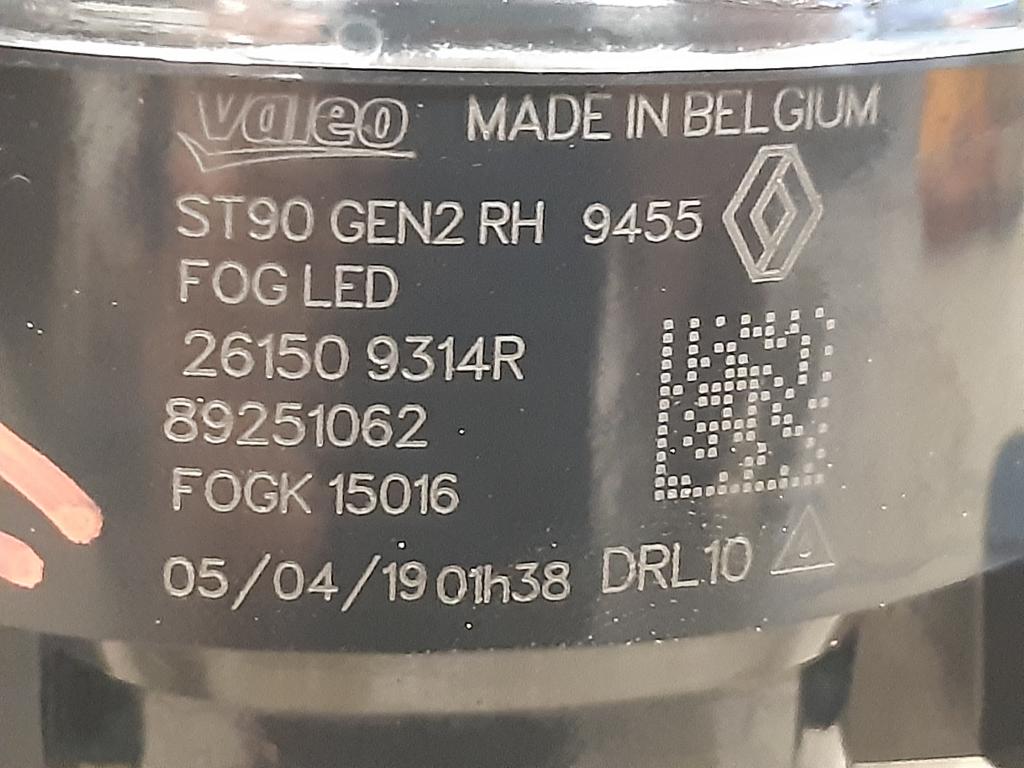 Valeo MADE IN BELGIUM
ST90 GEN2 RH 9455
FOG LED
26150 9314R
89251062
FOGK 15016
05/04/19 01h38 DRL10